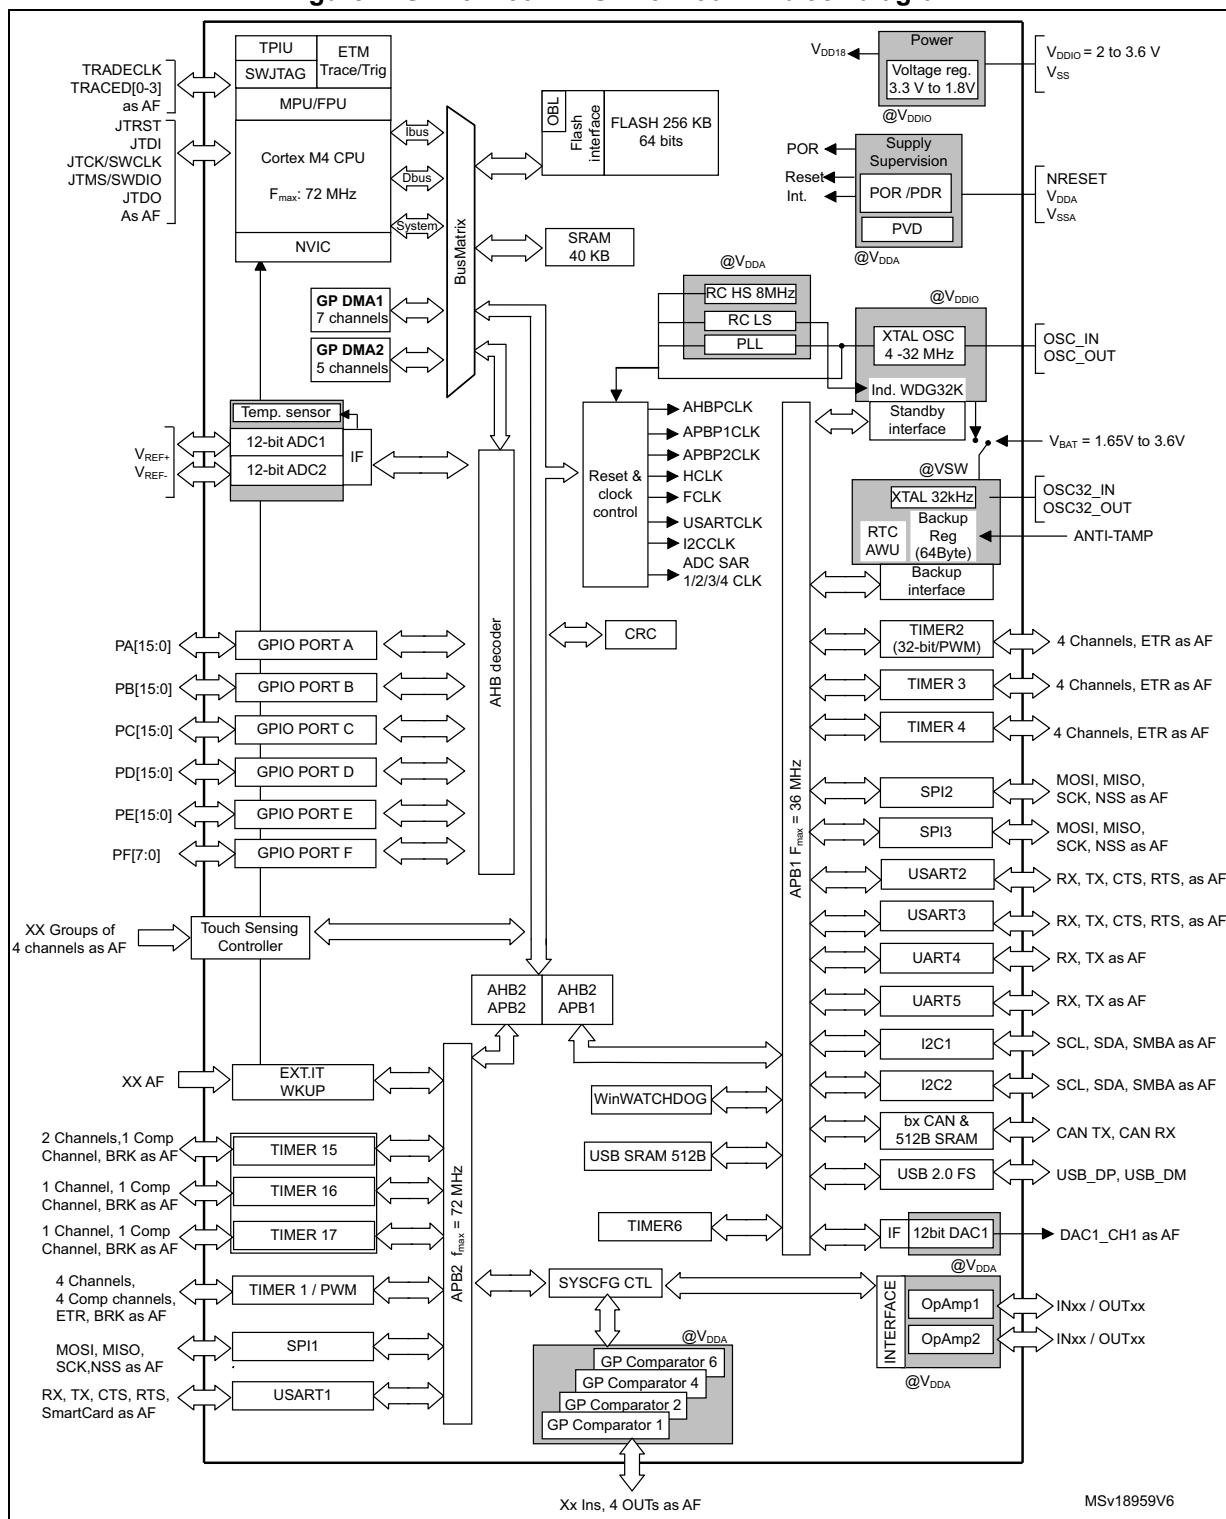 TPIU
SWJTAG
ETM
Trace/Trig
MPU/FPU
Cortex M4 CPU
Fmax: 72 MHz
NVIC
TRADECLK
TRACED[0-3]
as AF
JTRST
JTDI
JTCK/SWCLK
JTMS/SWDIO
JTDO
As AF
Ibus
Dbus
System
BusMatrix
OBL
Flash
interface
FLASH 256 KB
64 bits
SRAM
40 KB
GP DMA1
7 channels
GP DMA2
5 channels
VDD18
Power
Voltage reg.
3.3 V to 1.8V
@VDDIO
VDDIO = 2 to 3.6 V
VSS
POR
Reset
Int.
Supply
Supervision
POR /PDR
PVD
@VDDA
NRESET
VDDA
VSSA
@VDDA
RC HS 8MHz
RC LS
PLL
@VDDIO
XTAL OSC
4 -32 MHz
Ind. WDG32K
Standby
interface
OSC_IN
OSC_OUT
VBAT = 1.65V to 3.6V
@VSW
XTAL 32kHz
RTC
AWU
Backup
Reg
(64Byte)
Backup
interface
OSC32_IN
OSC32_OUT
ANTI-TAMP
Temp. sensor
12-bit ADC1
12-bit ADC2
IF
VREF+
VREF-
Reset &
clock
control
AHBPCLK
APBP1CLK
APBP2CLK
HCLK
FCLK
USARTCLK
I2CCLK
ADC SAR
1/2/3/4 CLK
AHB decoder
CRC
PA[15:0]
GPIO PORT A
PB[15:0]
GPIO PORT B
PC[15:0]
GPIO PORT C
PD[15:0]
GPIO PORT D
PE[15:0]
GPIO PORT E
PF[7:0]
GPIO PORT F
XX Groups of
4 channels as AF
Touch Sensing
Controller
AHB2
APB2
AHB2
APB1
APB1 Fmax = 36 MHz
TIMER2
(32-bit/PWM)
4 Channels, ETR as AF
TIMER 3
4 Channels, ETR as AF
TIMER 4
4 Channels, ETR as AF
SPI2
MOSI, MISO,
SCK, NSS as AF
SPI3
MOSI, MISO,
SCK, NSS as AF
USART2
RX, TX, CTS, RTS, as AF
USART3
RX, TX, CTS, RTS, as AF
UART4
RX, TX as AF
UART5
RX, TX as AF
I2C1
SCL, SDA, SMBA as AF
I2C2
SCL, SDA, SMBA as AF
bx CAN &
512B SRAM
CAN TX, CAN RX
USB 2.0 FS
USB_DP, USB_DM
IF
12bit DAC1
DAC1_CH1 as AF
@VDDA
WinWATCHDOG
USB SRAM 512B
TIMER6
XX AF
EXT.IT
WKUP
2 Channels,1 Comp
Channel, BRK as AF
TIMER 15
1 Channel, 1 Comp
Channel, BRK as AF
TIMER 16
1 Channel, 1 Comp
Channel, BRK as AF
TIMER 17
4 Channels,
4 Comp channels,
ETR, BRK as AF
TIMER 1 / PWM
MOSI, MISO,
SCK,NSS as AF
SPI1
RX, TX, CTS, RTS,
SmartCard as AF
USART1
APB2 fmax = 72 MHz
SYSCFG CTL
@VDDA
GP Comparator 6
GP Comparator 4
GP Comparator 2
GP Comparator 1
Xx Ins, 4 OUTs as AF
INTERFACE
OpAmp1
OpAmp2
@VDDA
INxx / OUTxx
INxx / OUTxx
MSv18959V6